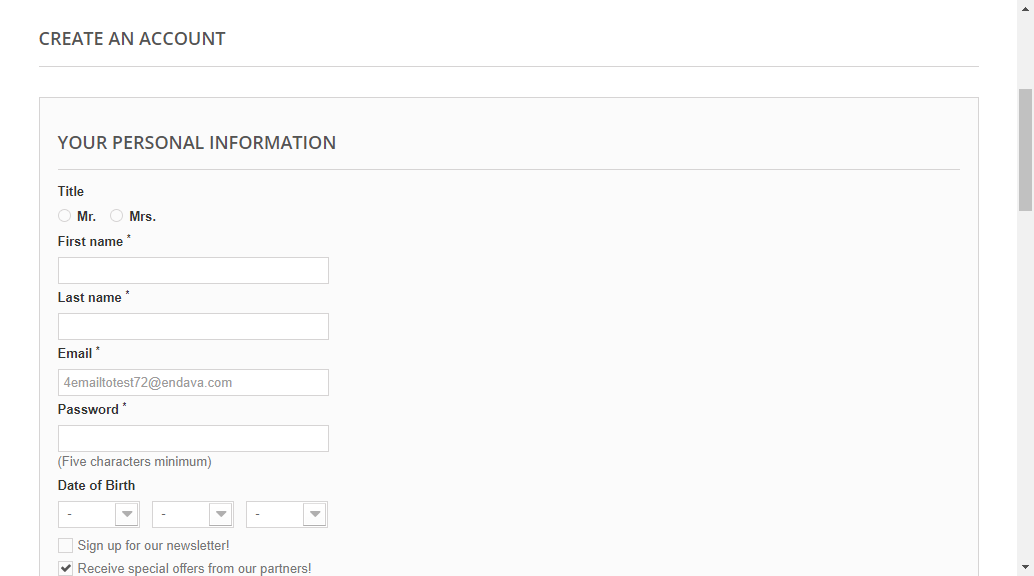 CREATE AN ACCOUNT
YOUR PERSONAL INFORMATION
Title
Mr. Mrs.
First name *
Last name *
Email *
4emailtotest72@endava.com
Password *
(Five characters minimum)
Date of Birth
- - -
Sign up for our newsletter!
Receive special offers from our partners!